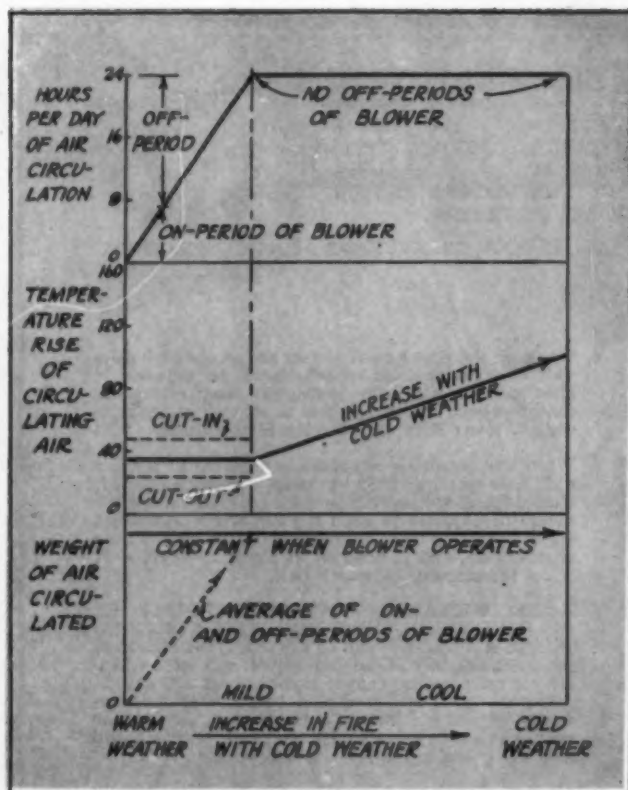 HOURS
PER DAY
OF AIR
CIRCU-
LATION
24
16
8
0
OFF-
PERIOD
NO OFF-PERIODS
OF BLOWER
ON-PERIOD OF BLOWER
TEMPER-
ATURE
RISE
OF
CIRCU-
LATING
AIR
160
120
80
40
0
CUT-IN
CUT-OUT
INCREASE WITH
COLD WEATHER
WEIGHT
OF AIR
CIRCU-
LATED
0
CONSTANT WHEN BLOWER OPERATES
AVERAGE OF ON-
AND OFF-PERIODS OF BLOWER
MILD COOL
WARM
WEATHER
INCREASE IN FIRE
WITH COLD WEATHER
COLD
WEATHER